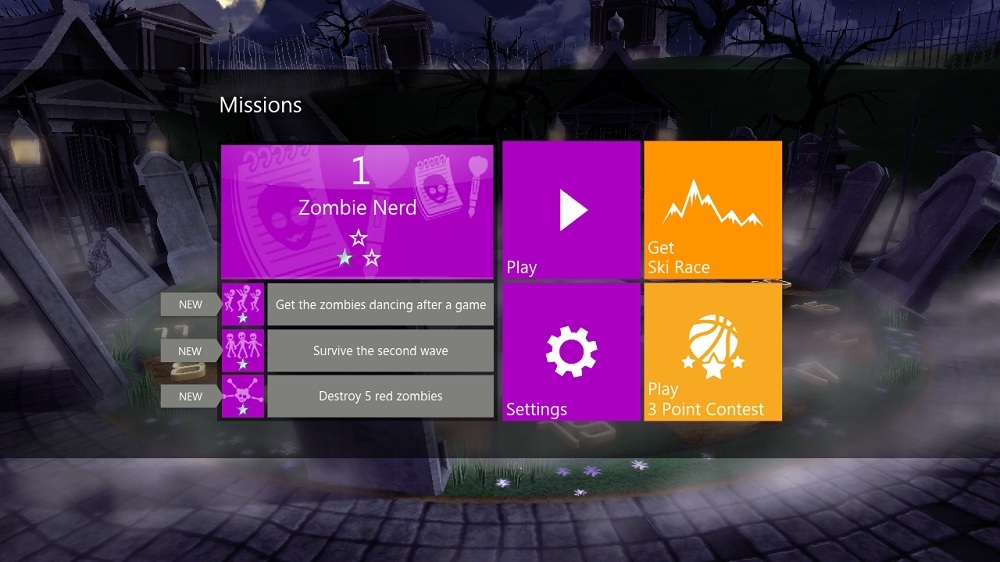 Missions
1
Zombie Nerd
NEW
Get the zombies dancing after a game
NEW
Survive the second wave
NEW
Destroy 5 red zombies
Play
Get
Ski Race
Settings
Play
3 Point Contest